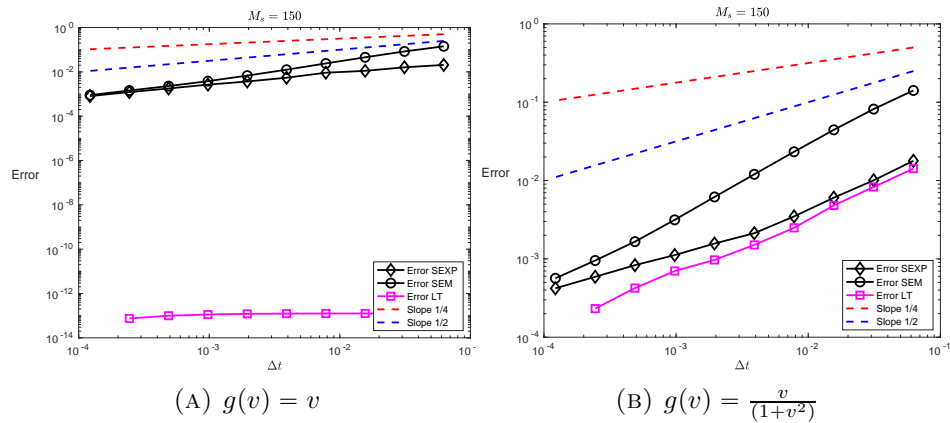 M_s = 150
10^0
10^-2
10^-4
10^-6
Error
10^-8
10^-10
10^-12
10^-14
Error SEXP
Error SEM
Error LT
Slope 1/4
Slope 1/2
10^-4
10^-3
10^-2
10^-1
Δt
(A) g(v) = v
M_s = 150
10^0
10^-1
Error
10^-2
10^-3
10^-4
Error SEXP
Error SEM
Error LT
Slope 1/4
Slope 1/2
10^-4
10^-3
10^-2
10^-1
Δt
(B) g(v) = v/(1+v^2)